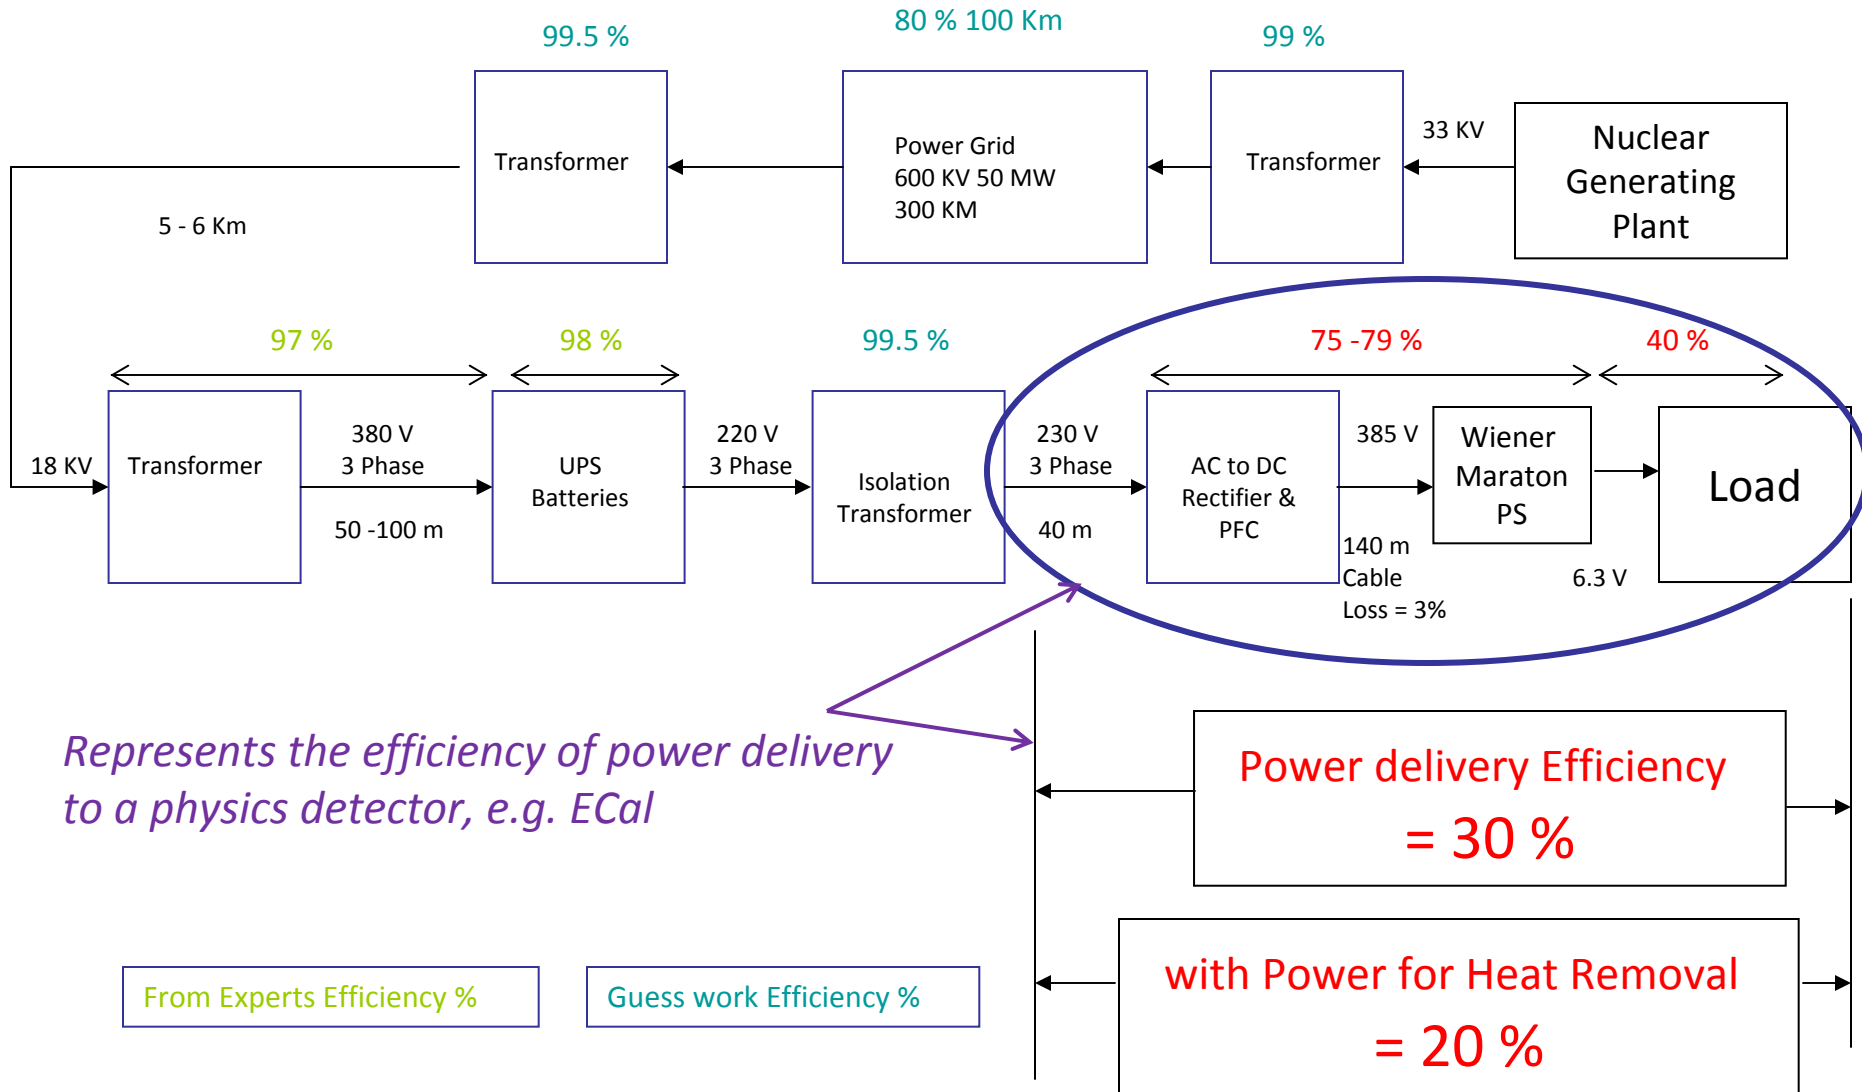 99.5 %
80 % 100 Km
99 %
Transformer
Power Grid
600 KV 50 MW
300 KM
Transformer
33 KV
Nuclear
Generating
Plant
5 - 6 Km
97 %
98 %
99.5 %
75 -79 %
40 %
18 KV
Transformer
380 V
3 Phase
50 -100 m
UPS
Batteries
220 V
3 Phase
Isolation
Transformer
230 V
3 Phase
40 m
AC to DC
Rectifier &
PFC
385 V
140 m
Cable
Loss = 3%
Wiener
Maraton
PS
6.3 V
Load
Represents the efficiency of power delivery
to a physics detector, e.g. ECal
Power delivery Efficiency
= 30 %
with Power for Heat Removal
= 20 %
From Experts Efficiency %
Guess work Efficiency %